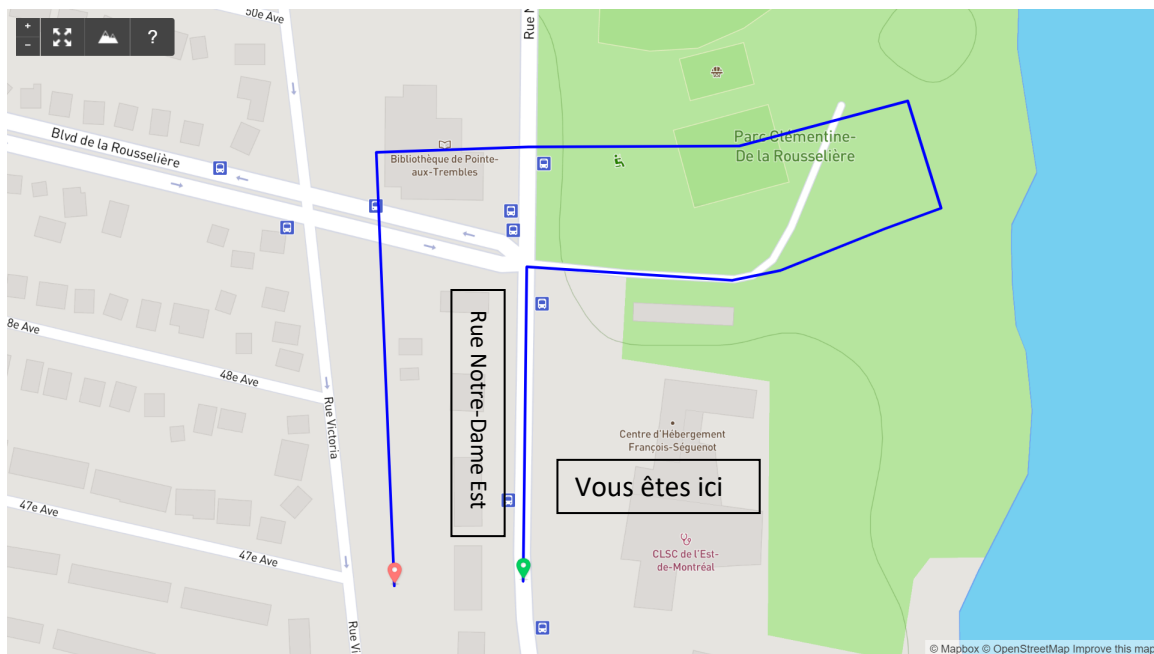 50e Ave
+
−
?
Rue N
Blvd de la Rousselière
Bibliothèque de Pointe-
aux-Trembles
Parc Clémentine-
De la Rousselière
8e Ave
48e Ave
Rue Victoria
Rue Notre-Dame Est
Centre d'Hébergement
François-Séguenot
Vous êtes ici
47e Ave
47e Ave
CLSC de l'Est-
de-Montréal
Rue Vi
© Mapbox © OpenStreetMap Improve this map